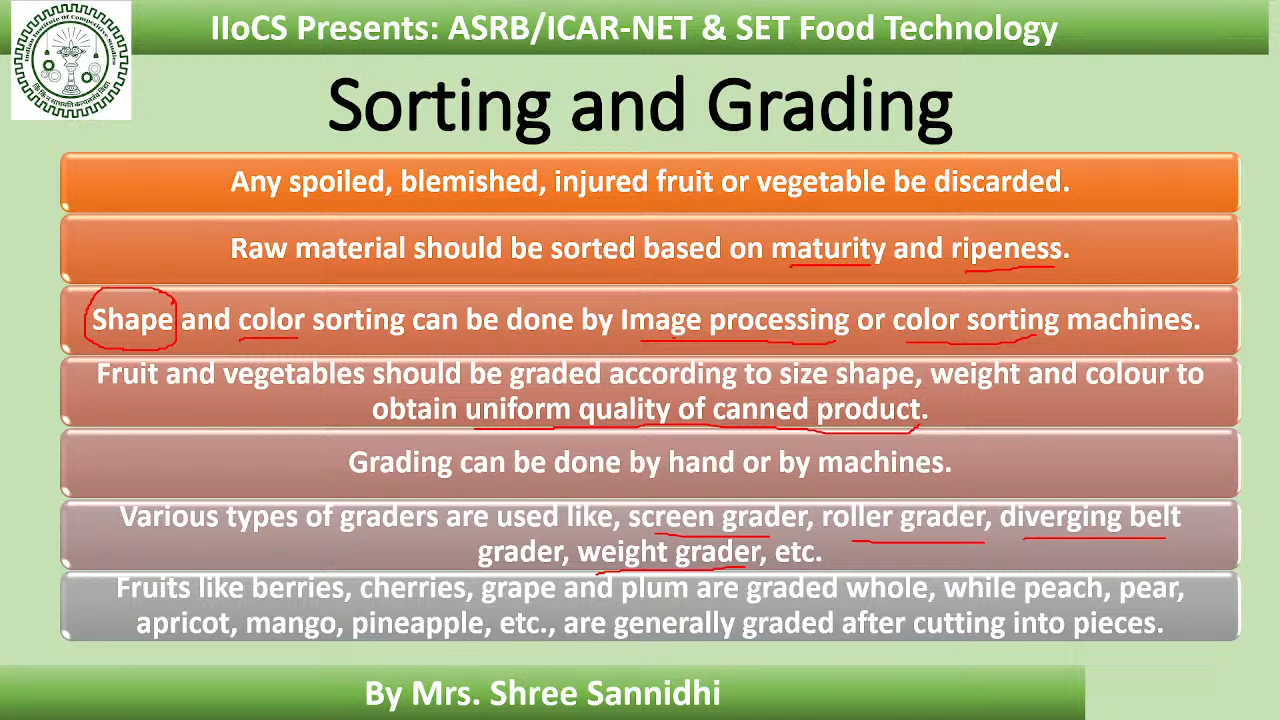 IIoCS Presents: ASRB/ICAR-NET & SET Food Technology
Sorting and Grading
Any spoiled, blemished, injured fruit or vegetable be discarded.
Raw material should be sorted based on maturity and ripeness.
Shape and color sorting can be done by Image processing or color sorting machines.
Fruit and vegetables should be graded according to size shape, weight and colour to
obtain uniform quality of canned product.
Grading can be done by hand or by machines.
Various types of graders are used like, screen grader, roller grader, diverging belt
grader, weight grader, etc.
Fruits like berries, cherries, grape and plum are graded whole, while peach, pear,
apricot, mango, pineapple, etc., are generally graded after cutting into pieces.
By Mrs. Shree Sannidhi